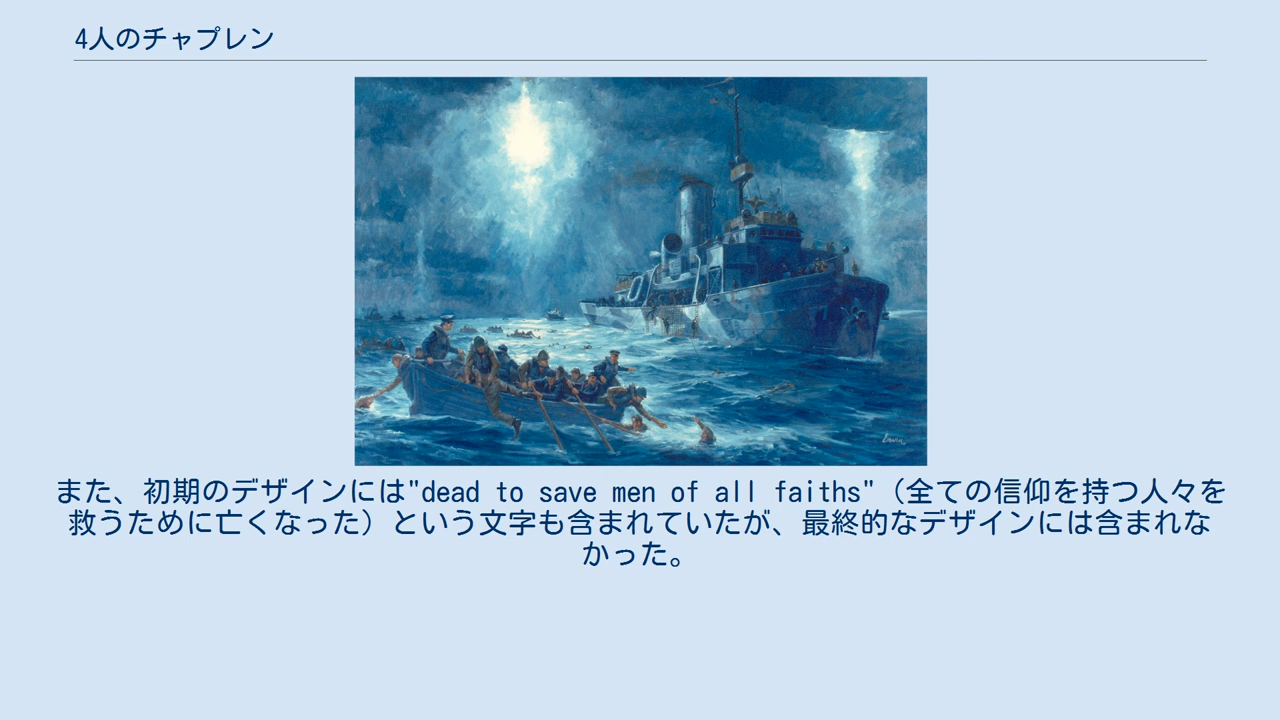 4人のチャプレン
また、初期のデザインには"dead to save men of all faiths"（全ての信仰を持つ人々を
救うために亡くなった）という文字も含まれていたが、最終的なデザインには含まれな
かった。